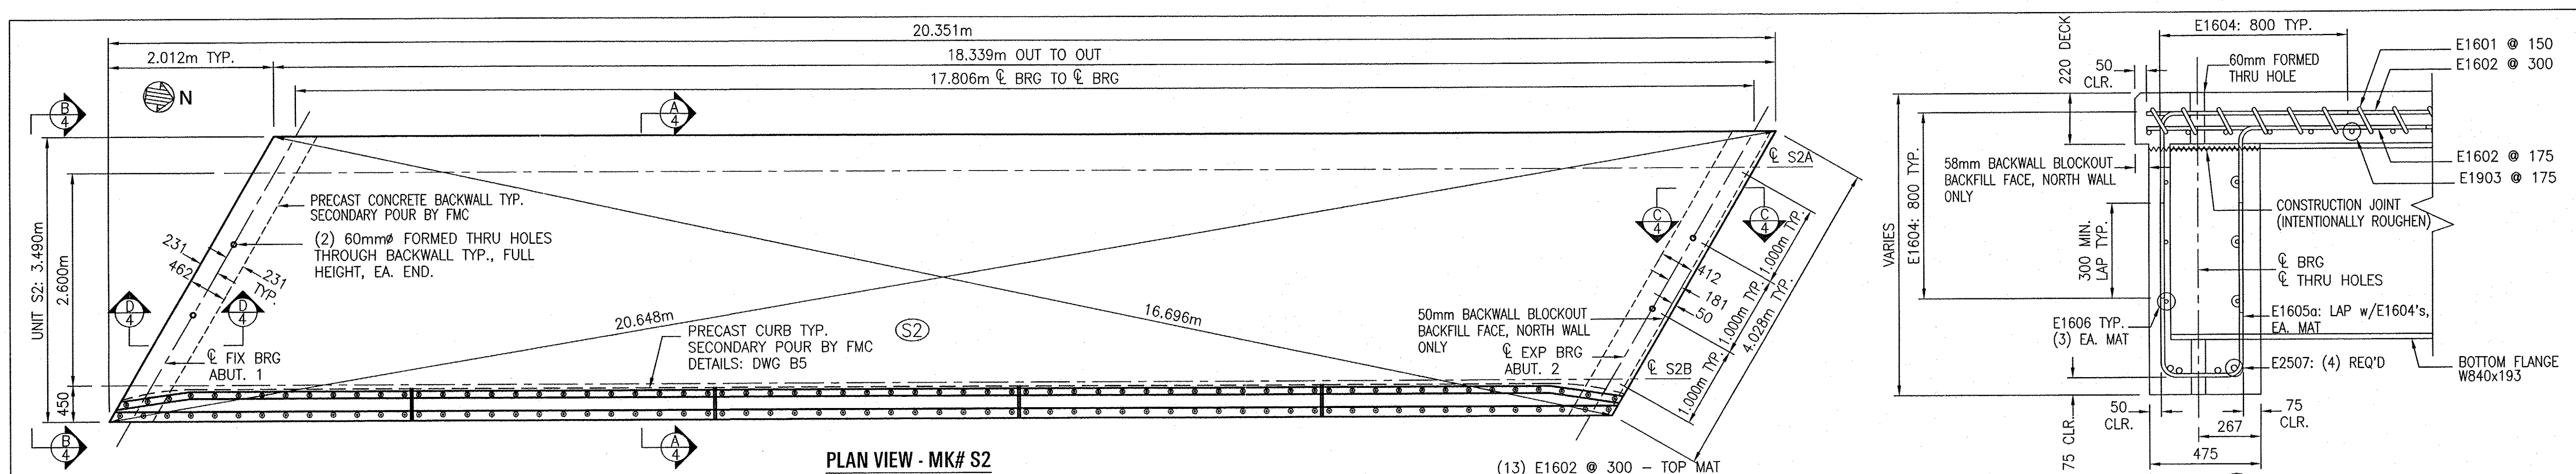 20.351m
2.012m TYP.
18.339m OUT TO OUT
17.806m ℄ BRG TO ℄ BRG
N
B
4
A
4
UNIT S2: 3.490m
2.600m
450
℄ S2A
PRECAST CONCRETE BACKWALL TYP.
SECONDARY POUR BY FMC
(2) 60mmø FORMED THRU HOLES
THROUGH BACKWALL TYP., FULL
HEIGHT, EA. END.
231
462
231
TYP.
D
4
D
4
C
4
C
4
1.000m TYP.
412
181
50
1.000m TYP.
4.028m TYP.
1.000m TYP.
20.648m
16.696m
S2
PRECAST CURB TYP.
SECONDARY POUR BY FMC
DETAILS: DWG B5
50mm BACKWALL BLOCKOUT
BACKFILL FACE, NORTH WALL
ONLY
℄ EXP BRG
ABUT. 2
℄ FIX BRG
ABUT. 1
℄ S2B
B
4
A
4
PLAN VIEW - MK# S2
(13) E1602 @ 300 - TOP MAT
220 DECK
E1604: 800 TYP.
50
CLR.
60mm FORMED
THRU HOLE
E1601 @ 150
E1602 @ 300
E1602 @ 175
E1903 @ 175
VARIES
E1604: 800 TYP.
58mm BACKWALL BLOCKOUT
BACKFILL FACE, NORTH WALL
ONLY
300 MIN.
LAP TYP.
CONSTRUCTION JOINT
(INTENTIONALLY ROUGHEN)
℄ BRG
℄ THRU HOLES
E1605a: LAP w/E1604's,
EA. MAT
E1606 TYP.
(3) EA. MAT
E2507: (4) REQ'D
BOTTOM FLANGE
W840x193
75 CLR.
50
CLR.
75
CLR.
267
475